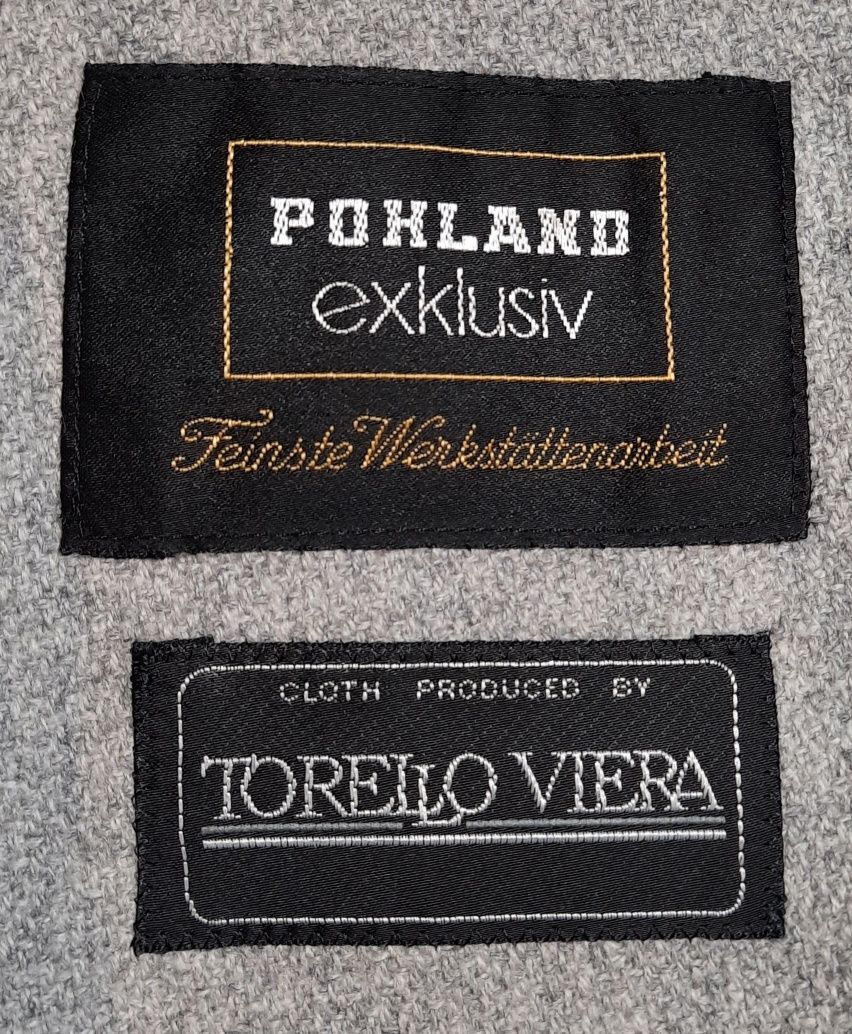 POHLAND
exklusiv
Feinste Werkstättenarbeit
CLOTH PRODUCED BY
TORELLO VIERA